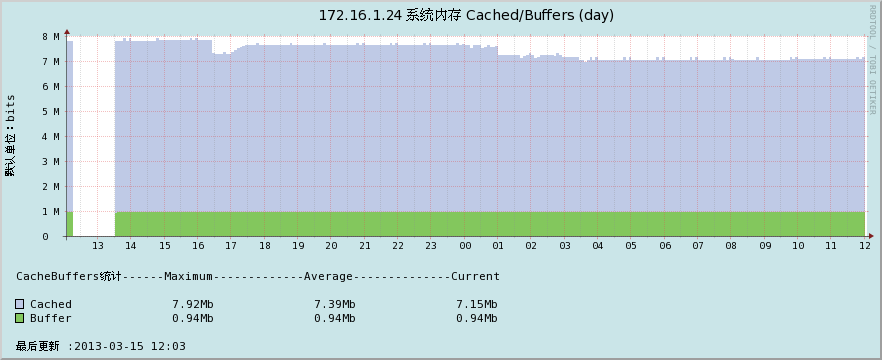 172.16.1.24 系统内存 Cached/Buffers (day)
RRDTOOL / TOBI OETIKER
默认单位：bits
8 M
7 M
6 M
5 M
4 M
3 M
2 M
1 M
0
13 14 15 16 17 18 19 20 21 22 23 00 01 02 03 04 05 06 07 08 09 10 11 12
CacheBuffers统计------Maximum-------------Average--------------Current
Cached 7.92Mb 7.39Mb 7.15Mb
Buffer 0.94Mb 0.94Mb 0.94Mb
最后更新 :2013-03-15 12:03